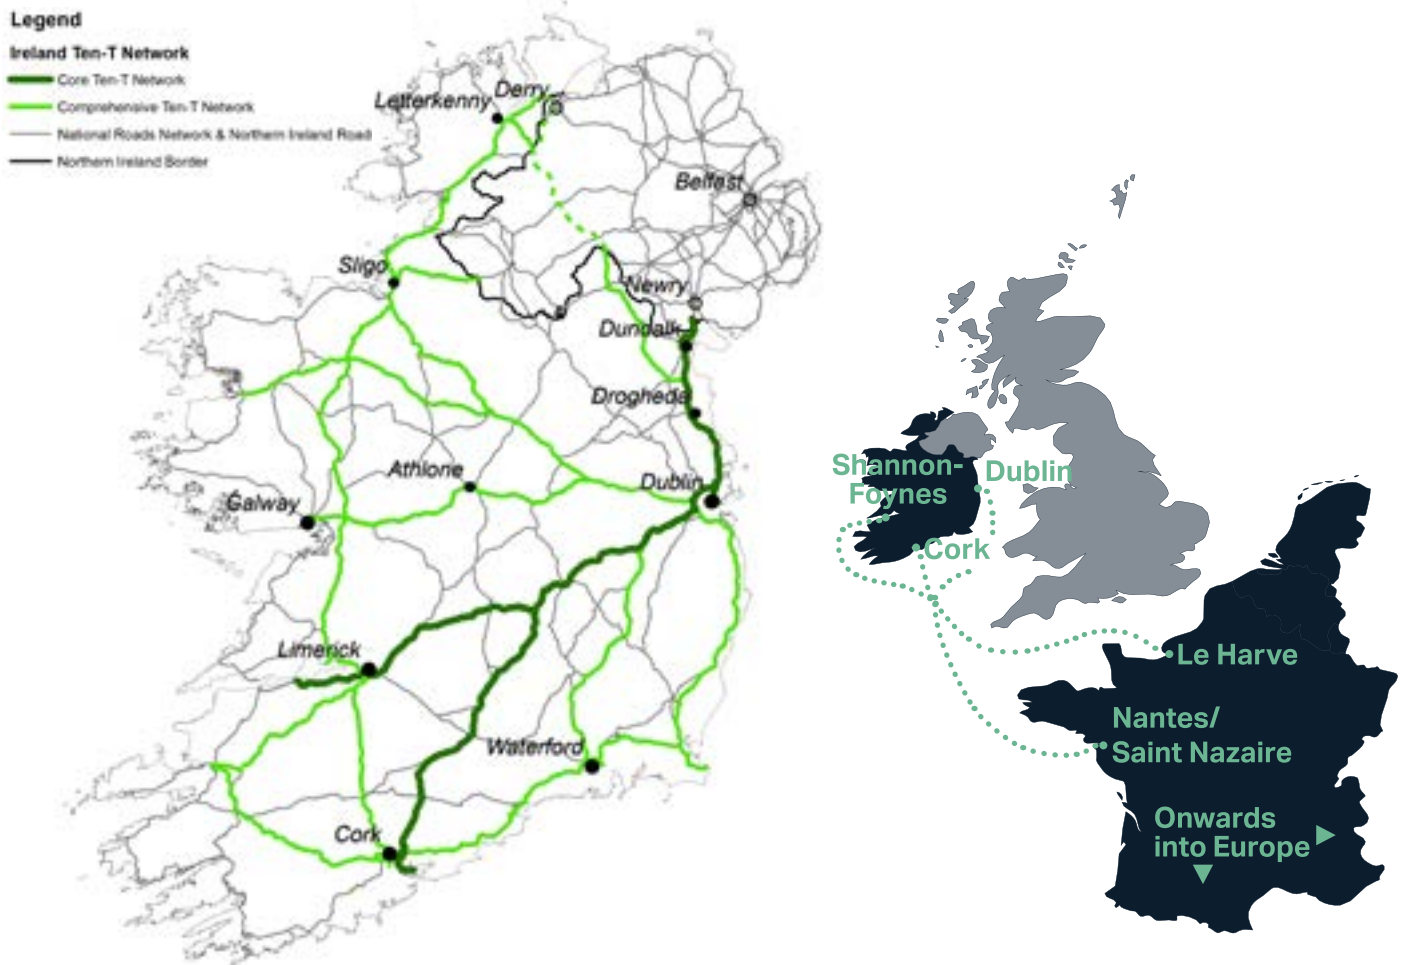 Legend
Ireland Ten-T Network
Core Ten-T Network
Comprehensive Ten-T Network
National Roads Network & Northern Ireland Road
Northern Ireland Border
Derry
Letterkenny
Belfast
Sligo
Newry
Dundalk
Drogheda
Athlone
Dublin
Galway
Limerick
Waterford
Cork
Shannon-
Foynes
Dublin
Cork
Le Harve
Nantes/
Saint Nazaire
Onwards
into Europe